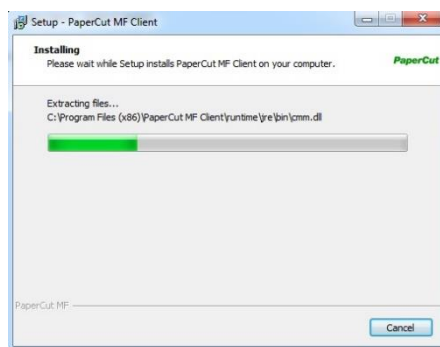 Setup - PaperCut MF Client
Installing
Please wait while Setup installs PaperCut MF Client on your computer.
PaperCut
Extracting files...
C:\Program Files (x86)\PaperCut MF Client\runtime\jre\bin\cmm.dll
PaperCut MF
Cancel